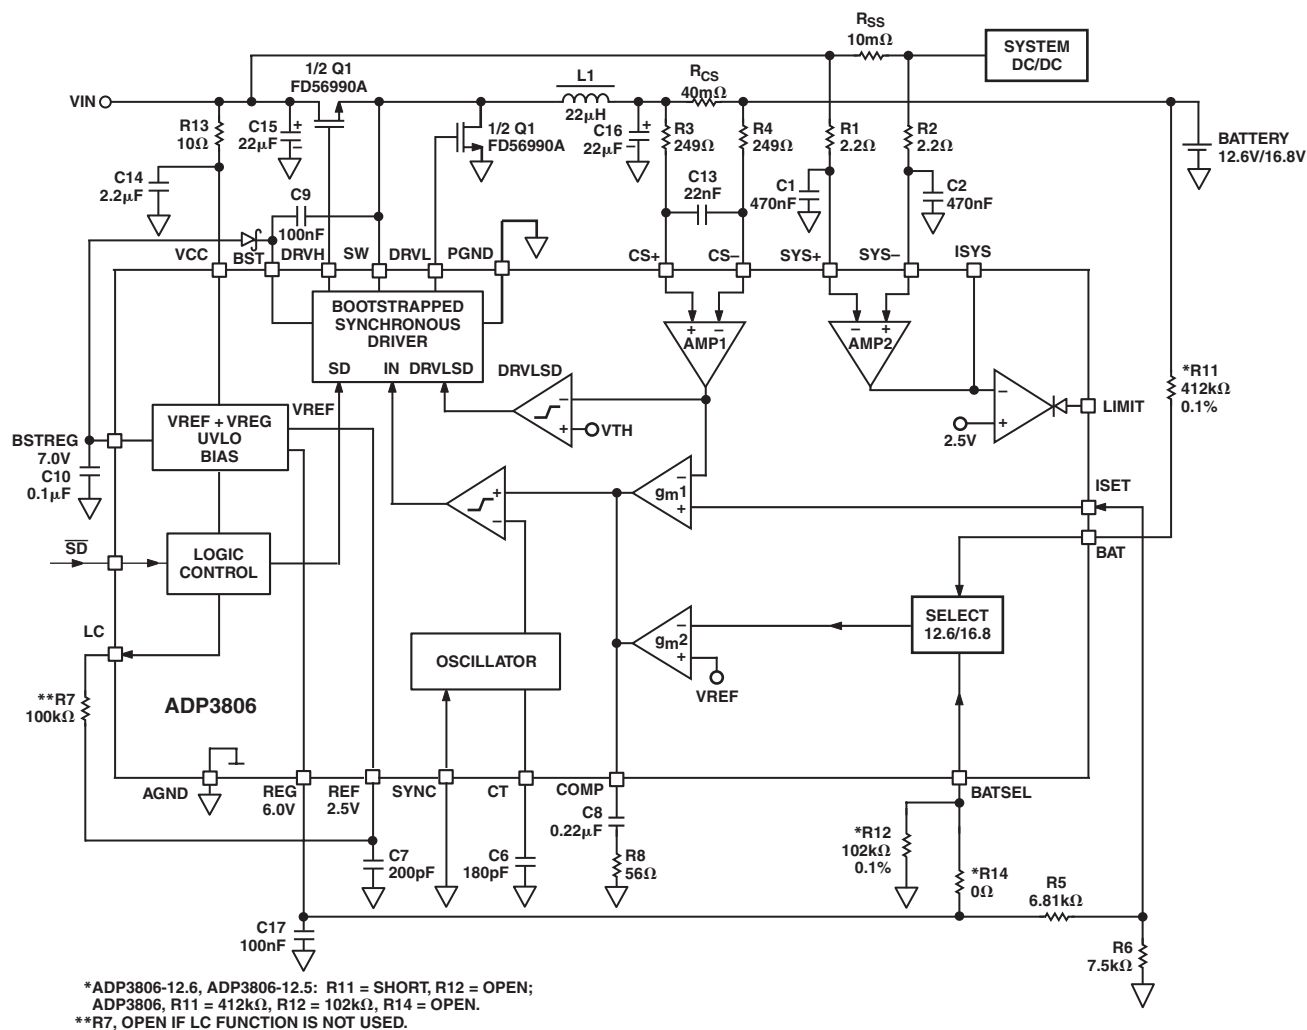 RSS
10mΩ
SYSTEM
DC/DC
1/2 Q1
FD56990A
L1
22μH
RCS
40mΩ
VIN
R13
10Ω
C15
22μF
+
–
1/2 Q1
FD56990A
C16
22μF
+
–
R3
249Ω
R4
249Ω
R1
2.2Ω
R2
2.2Ω
BATTERY
12.6V/16.8V
C14
2.2μF
C9
100nF
C13
22nF
C1
470nF
C2
470nF
VCC
BST
DRVH
SW
DRVL
PGND
CS+
CS–
SYS+
SYS–
ISYS
BOOTSTRAPPED
SYNCHRONOUS
DRIVER
SD
IN
DRVLSD
+ –
AMP1
– +
AMP2
DRVLSD
–
+
VTH
–
+
2.5V
LIMIT
*R11
412kΩ
0.1%
VREF + VREG
UVLO
BIAS
VREF
BSTREG
7.0V
C10
0.1μF
+
–
gm1
–
+
ISET
BAT
SD
LOGIC
CONTROL
LC
**R7
100kΩ
OSCILLATOR
gm2
–
+
VREF
SELECT
12.6/16.8
ADP3806
AGND
REG
6.0V
REF
2.5V
SYNC
CT
COMP
BATSEL
C7
200pF
C6
180pF
C8
0.22μF
R8
56Ω
*R12
102kΩ
0.1%
*R14
0Ω
R5
6.81kΩ
C17
100nF
R6
7.5kΩ
*ADP3806-12.6, ADP3806-12.5: R11 = SHORT, R12 = OPEN;
ADP3806, R11 = 412kΩ, R12 = 102kΩ, R14 = OPEN.
**R7, OPEN IF LC FUNCTION IS NOT USED.